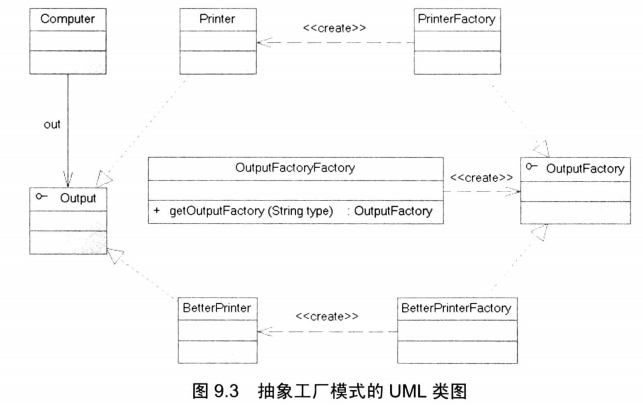 Computer
Printer
<<create>>
PrinterFactory
out
OutputFactoryFactory
+ getOutputFactory (String type) : OutputFactory
<<create>>
OutputFactory
Output
BetterPrinter
<<create>>
BetterPrinterFactory
图 9.3 抽象工厂模式的 UML 类图